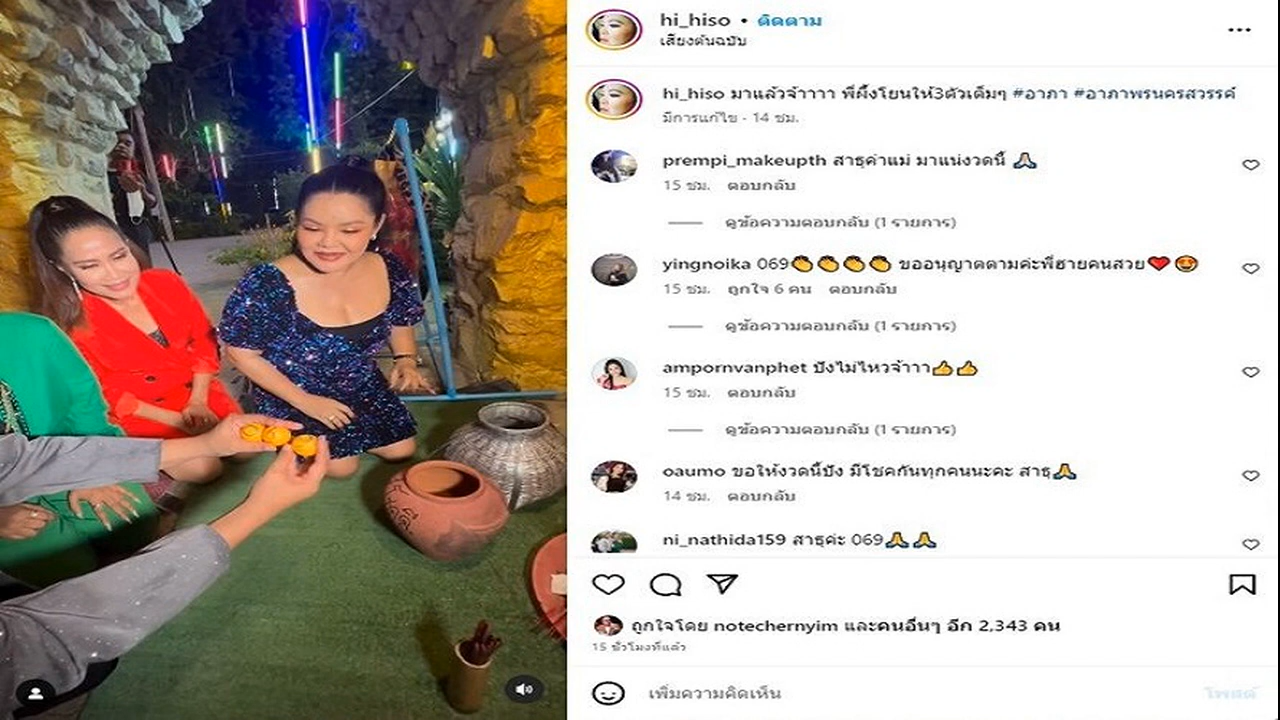 hi_hiso • ติดตาม
เสียงต้นฉบับ
hi_hiso มาแล้วจ้าาาา พี่ผึ้งโยนให้3ตัวเต็มๆ #อาภา #อาภาพรนครสวรรค์
มีการแก้ไข · 14 ชม.
prempi_makeupth สาธุค่าแม่ มาแน่งวดนี้ 🙏🏻
15 ชม. ตอบกลับ
ดูข้อความตอบกลับ (1 รายการ)
yingnoika 069👏👏👏👏 ขออนุญาตตามค่ะพี่ฮายคนสวย❤️🤩
15 ชม. ถูกใจ 6 คน ตอบกลับ
ดูข้อความตอบกลับ (1 รายการ)
ampornvanphet ปังไม่ไหวจ้าาา👍👍
15 ชม. ตอบกลับ
ดูข้อความตอบกลับ (1 รายการ)
oaumo ขอให้งวดนี้ปัง มีโชคกันทุกคนนะคะ สาธุ🙏
14 ชม. ตอบกลับ
ni_nathida159 สาธุค่ะ 069🙏🙏
ถูกใจโดย notechernyim และคนอื่นๆ อีก 2,343 คน
15 ชั่วโมงที่แล้ว
เพิ่มความคิดเห็น
โพสต์